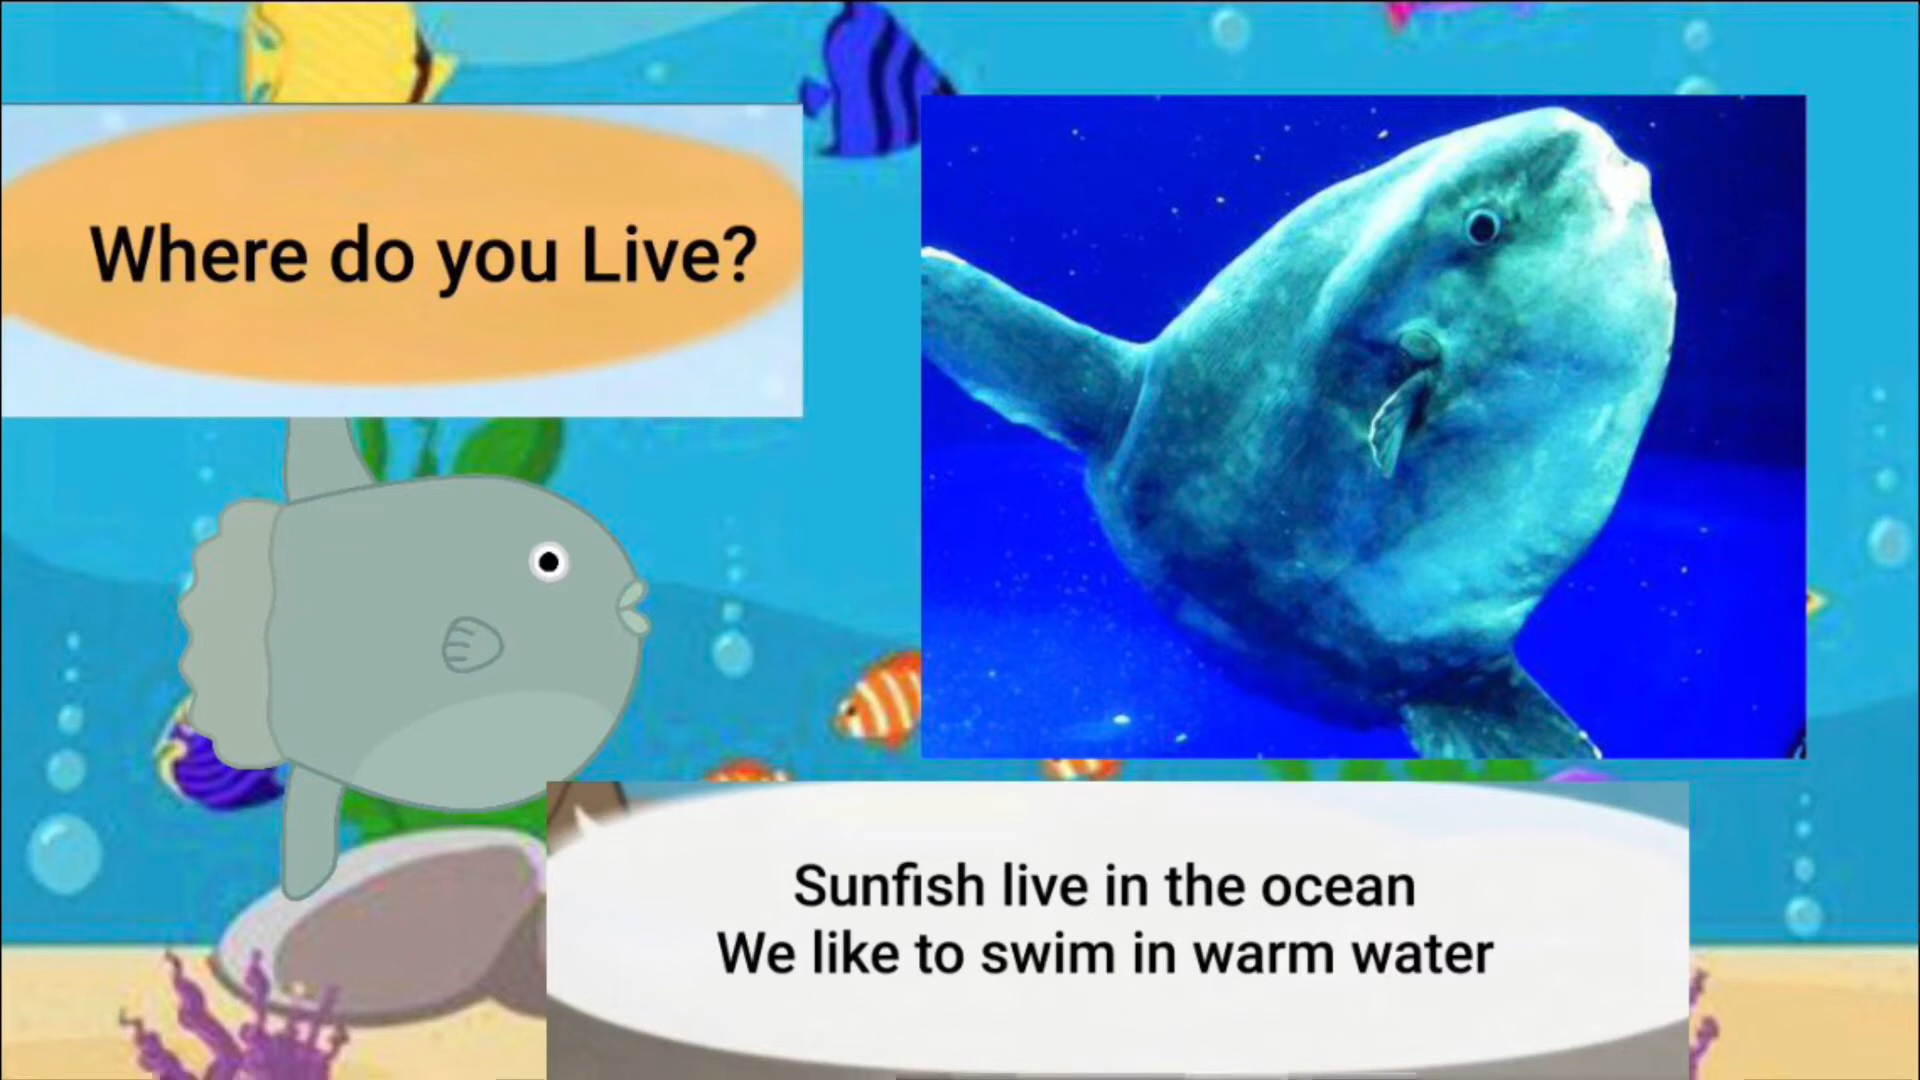 Where do you Live?
Sunfish live in the ocean
We like to swim in warm water